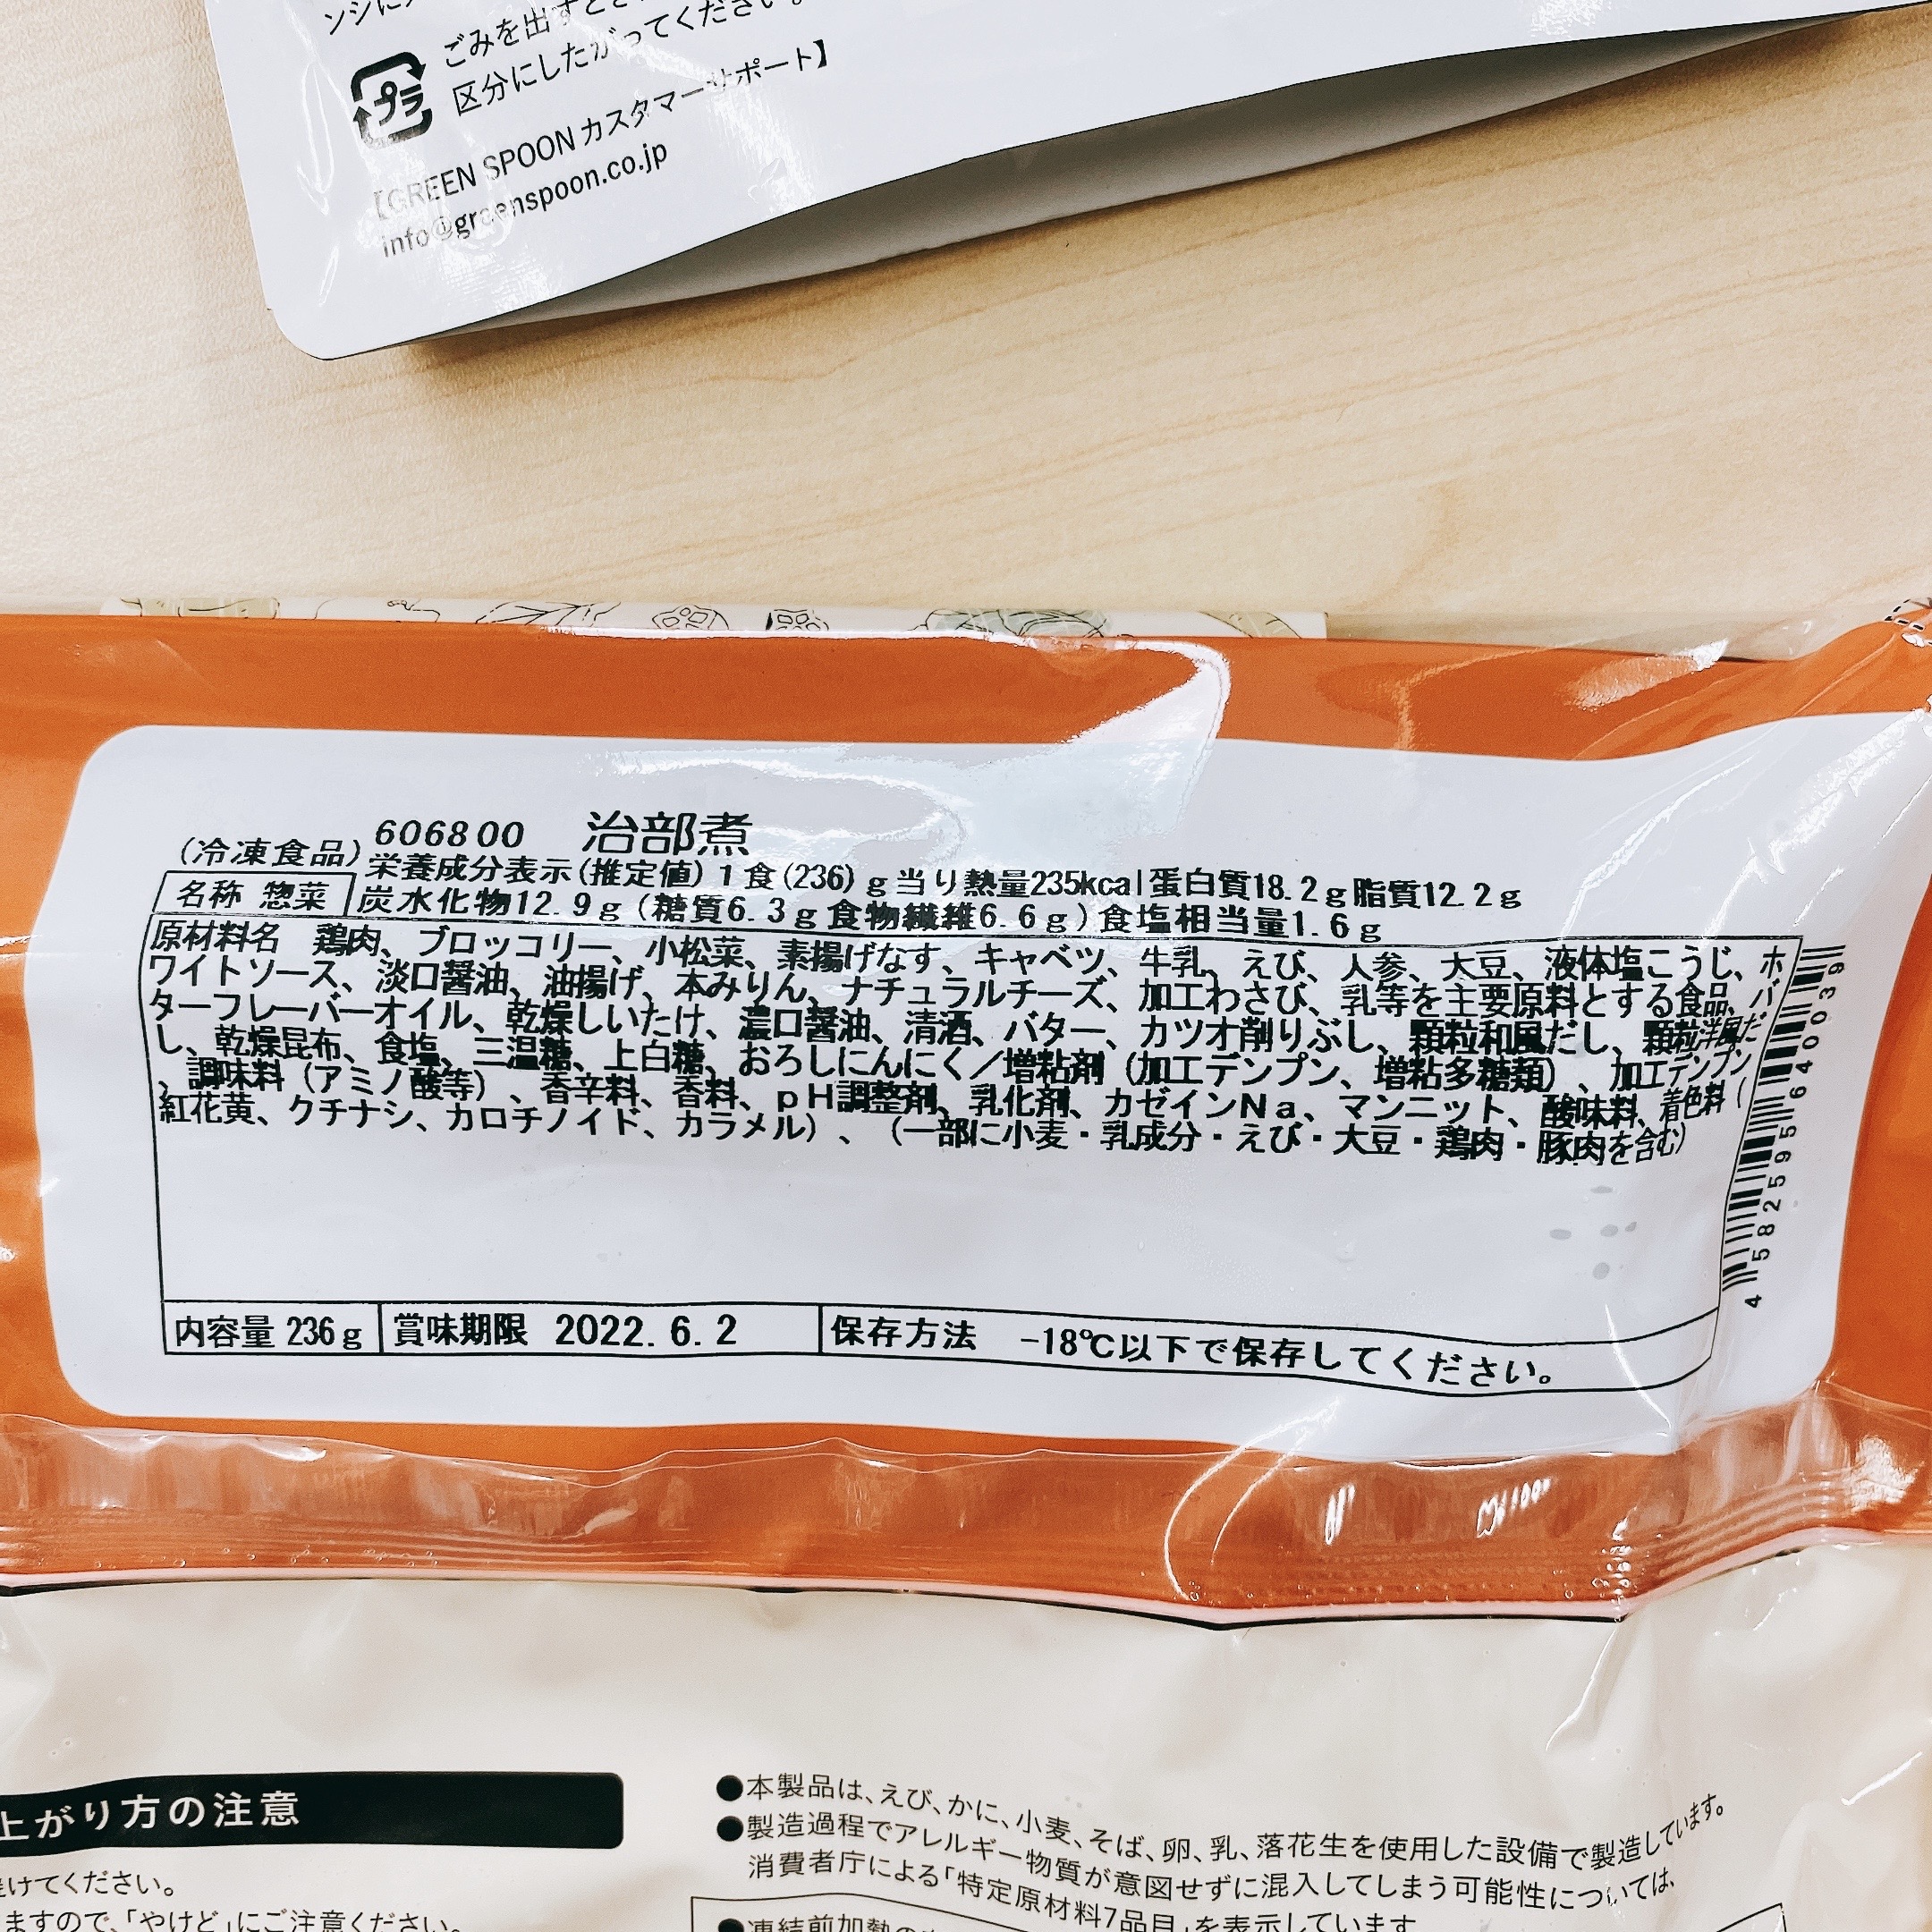 ごみを出すとき
区分にしたがってください。
プラ
【GREEN SPOON カスタマーサポート】
info@greenspoon.co.jp
(冷凍食品) 606800 治部煮
栄養成分表示(推定値)1食(236)g当り熱量235kcal蛋白質18.2g脂質12.2g
名称 惣菜 炭水化物12.9g(糖質6.3g食物繊維6.6g)食塩相当量1.6g
原材料名 鶏肉、ブロッコリー、小松菜、素揚げなす、キャベツ、牛乳、えび、人参、大豆、液体塩こうじ、ホ
ワイトソース、淡口醤油、油揚げ、本みりん、ナチュラルチーズ、加工わさび、乳等を主要原料とする食品、バ
ターフレーバーオイル、乾燥しいたけ、濃口醤油、清酒、バター、カツオ削りぶし、顆粒和風だし、顆粒洋風だ
し、乾燥昆布、食塩、三温糖、上白糖、おろしにんにく/増粘剤(加工デンプン、増粘多糖類)、加工デンプン
、調味料(アミノ酸等)、香辛料、香料、pH調整剤、乳化剤、カゼインNa、マンニット、酸味料、着色料(
紅花黄、クチナシ、カロチノイド、カラメル)、(一部に小麦・乳成分・えび・大豆・鶏肉・豚肉を含む)
4582595640039
内容量 236g 賞味期限 2022.6.2 保存方法 -18℃以下で保存してください。
上がり方の注意
けてください。
ますので、「やけど」にご注意ください。
●本製品は、えび、かに、小麦、そば、卵、乳、落花生を使用した設備で製造しています。
●製造過程でアレルギー物質が意図せずに混入してしまう可能性については、
消費者庁による「特定原材料7品目」を表示しています
●凍結前加熱の